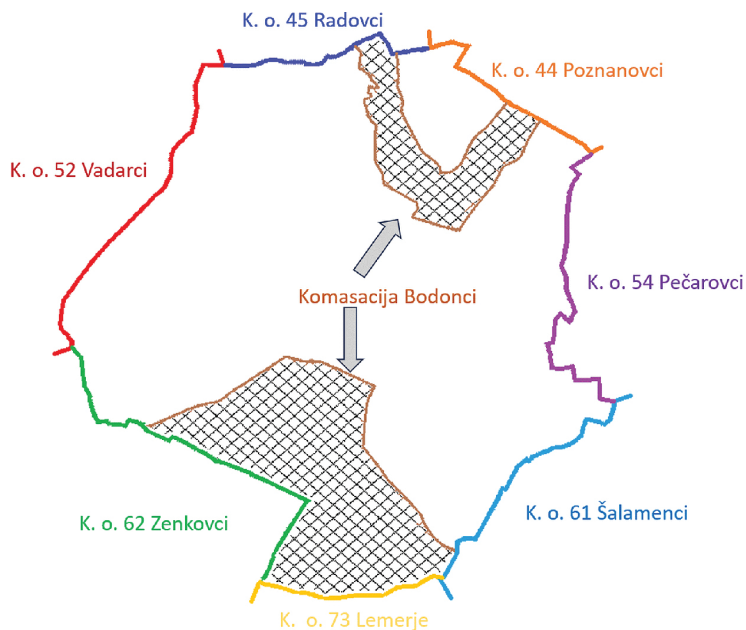 K. o. 45 Radovci
K. o. 44 Poznanovci
K. o. 52 Vadarci
K. o. 54 Pečarovci
Komasacija Bodonci
K. o. 62 Zenkovci
K. o. 61 Šalamenci
K. o. 73 Lemerje